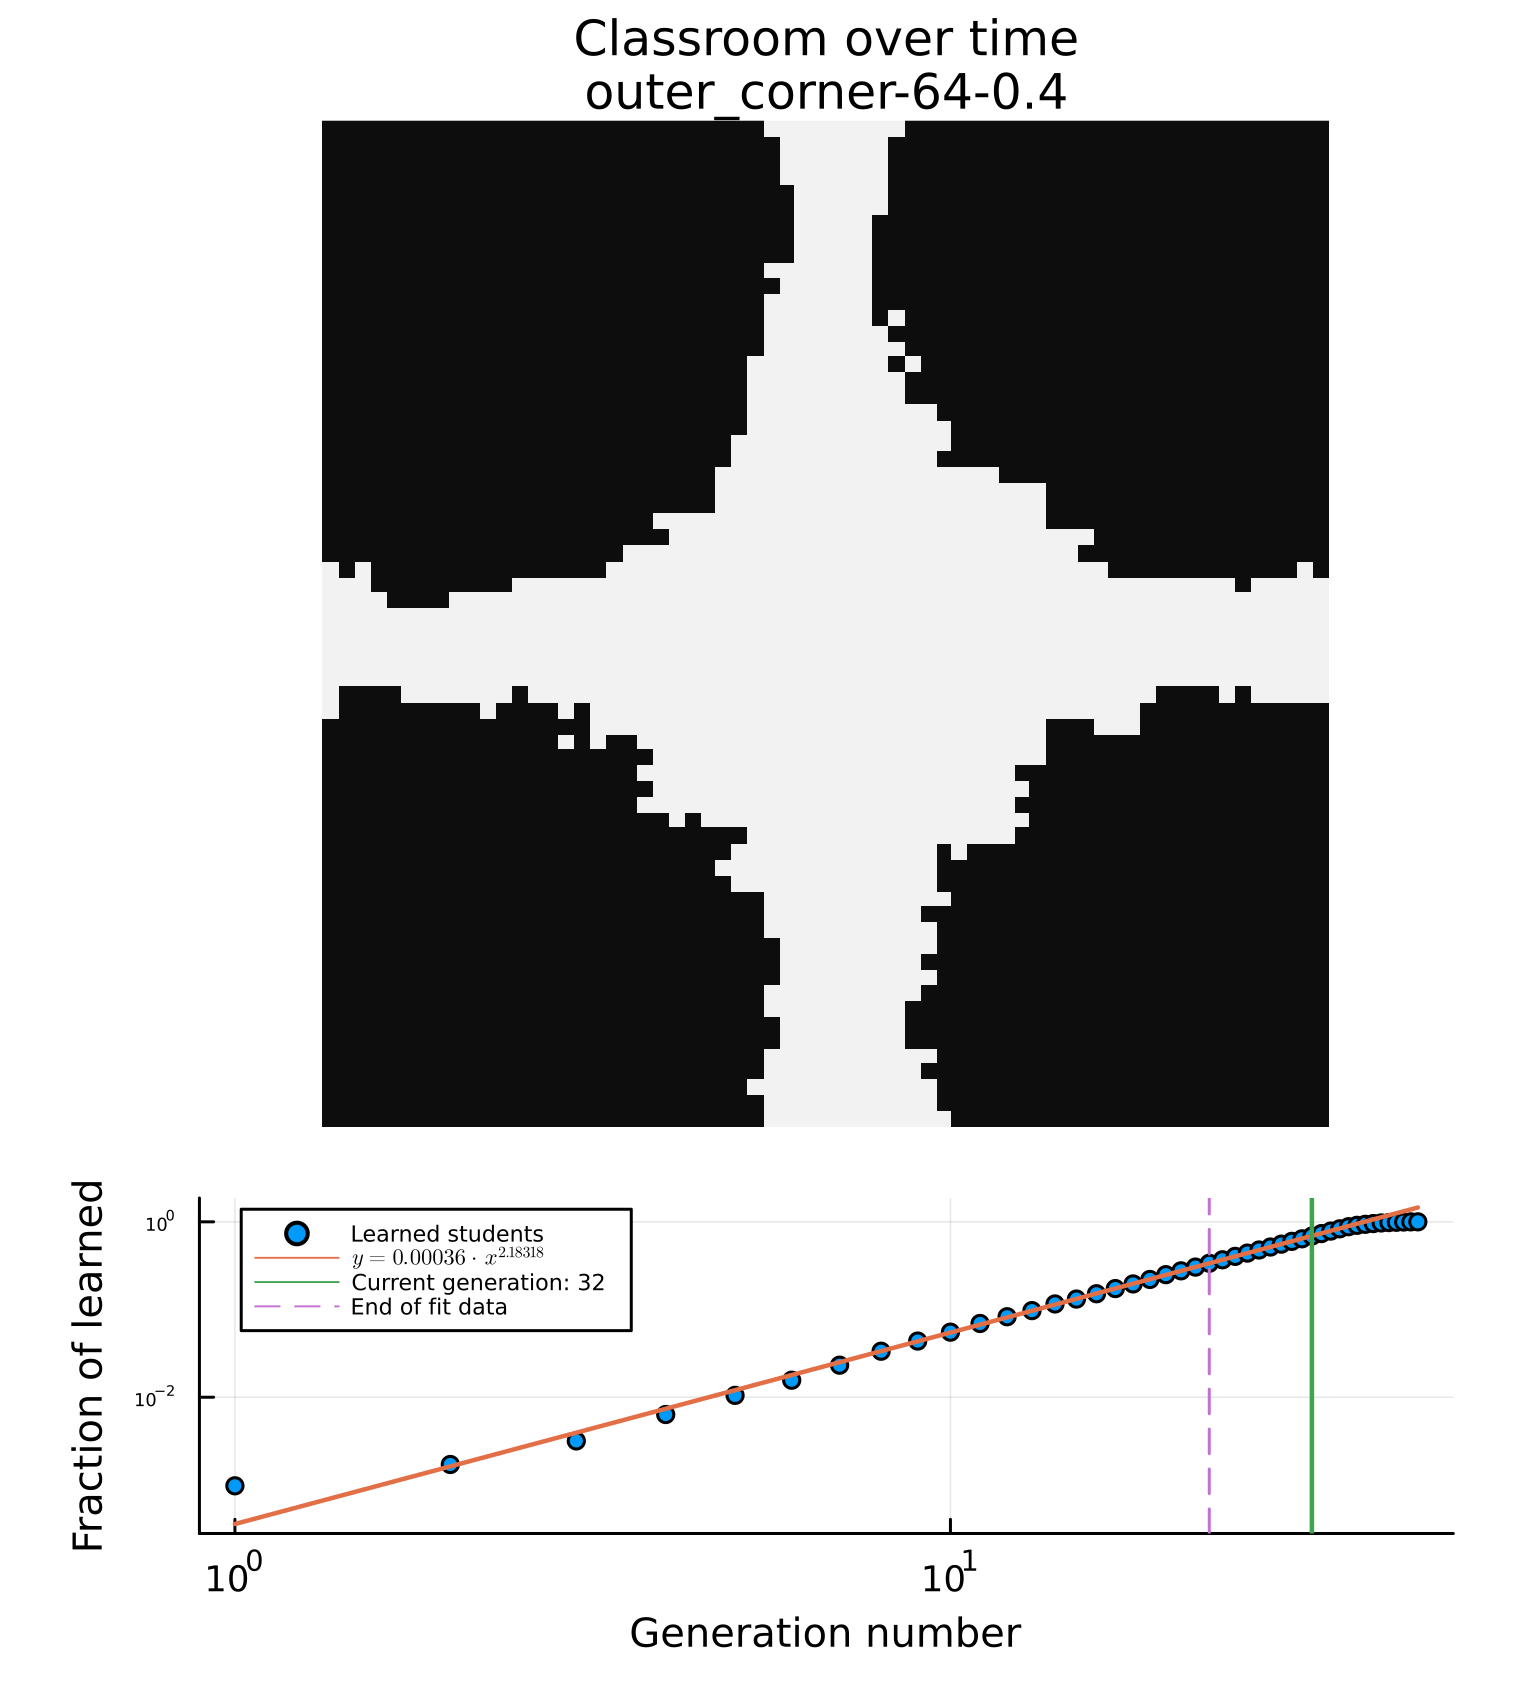 Classroom over time
outer_corner-64-0.4
Fraction of learned
10^0
10^-2
Learned students
y = 0.00036 · x^2.18318
Current generation: 32
End of fit data
10^0
10^1
Generation number